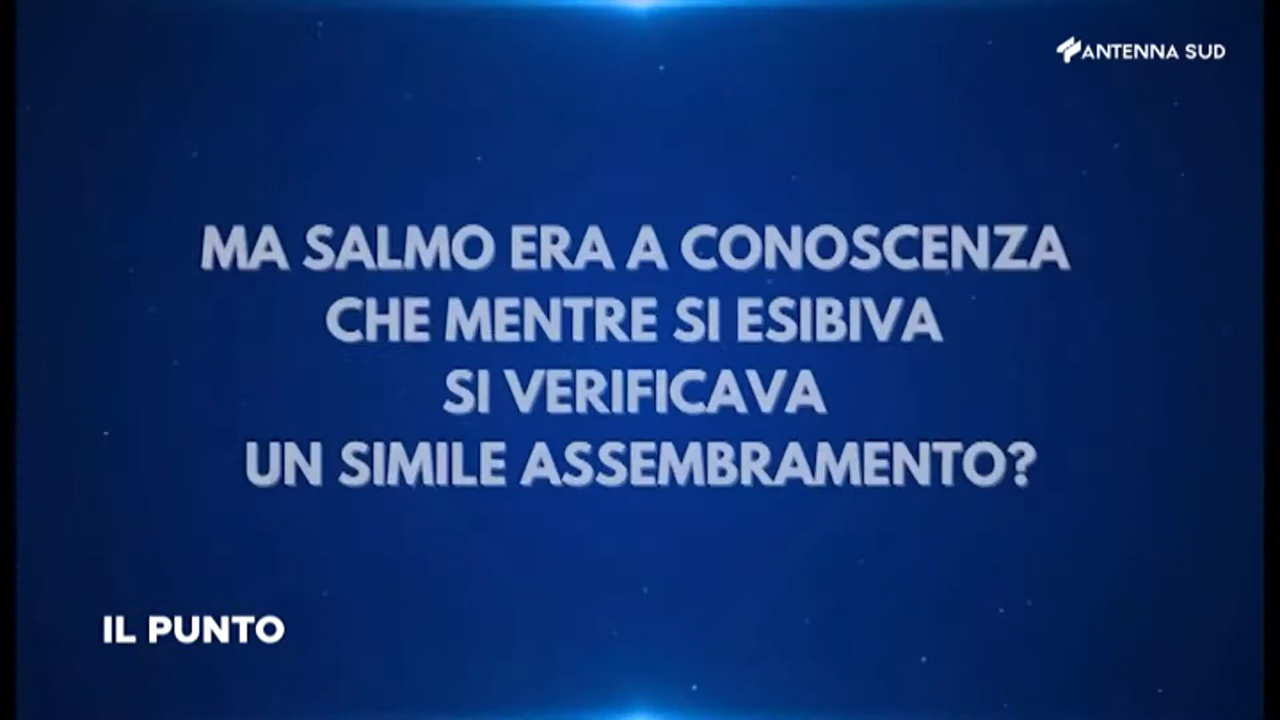 ANTENNA SUD
MA SALMO ERA A CONOSCENZA
CHE MENTRE SI ESIBIVA
SI VERIFICAVA
UN SIMILE ASSEMBRAMENTO?
IL PUNTO